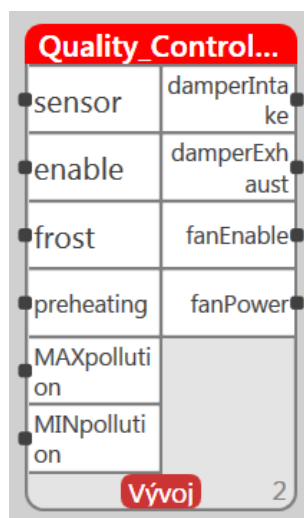 Quality_Control...
sensor
damperInta
ke
enable
damperExh
aust
frost
fanEnable
preheating
fanPower
MAXpolluti
on
MINpolluti
on
Vývoj
2